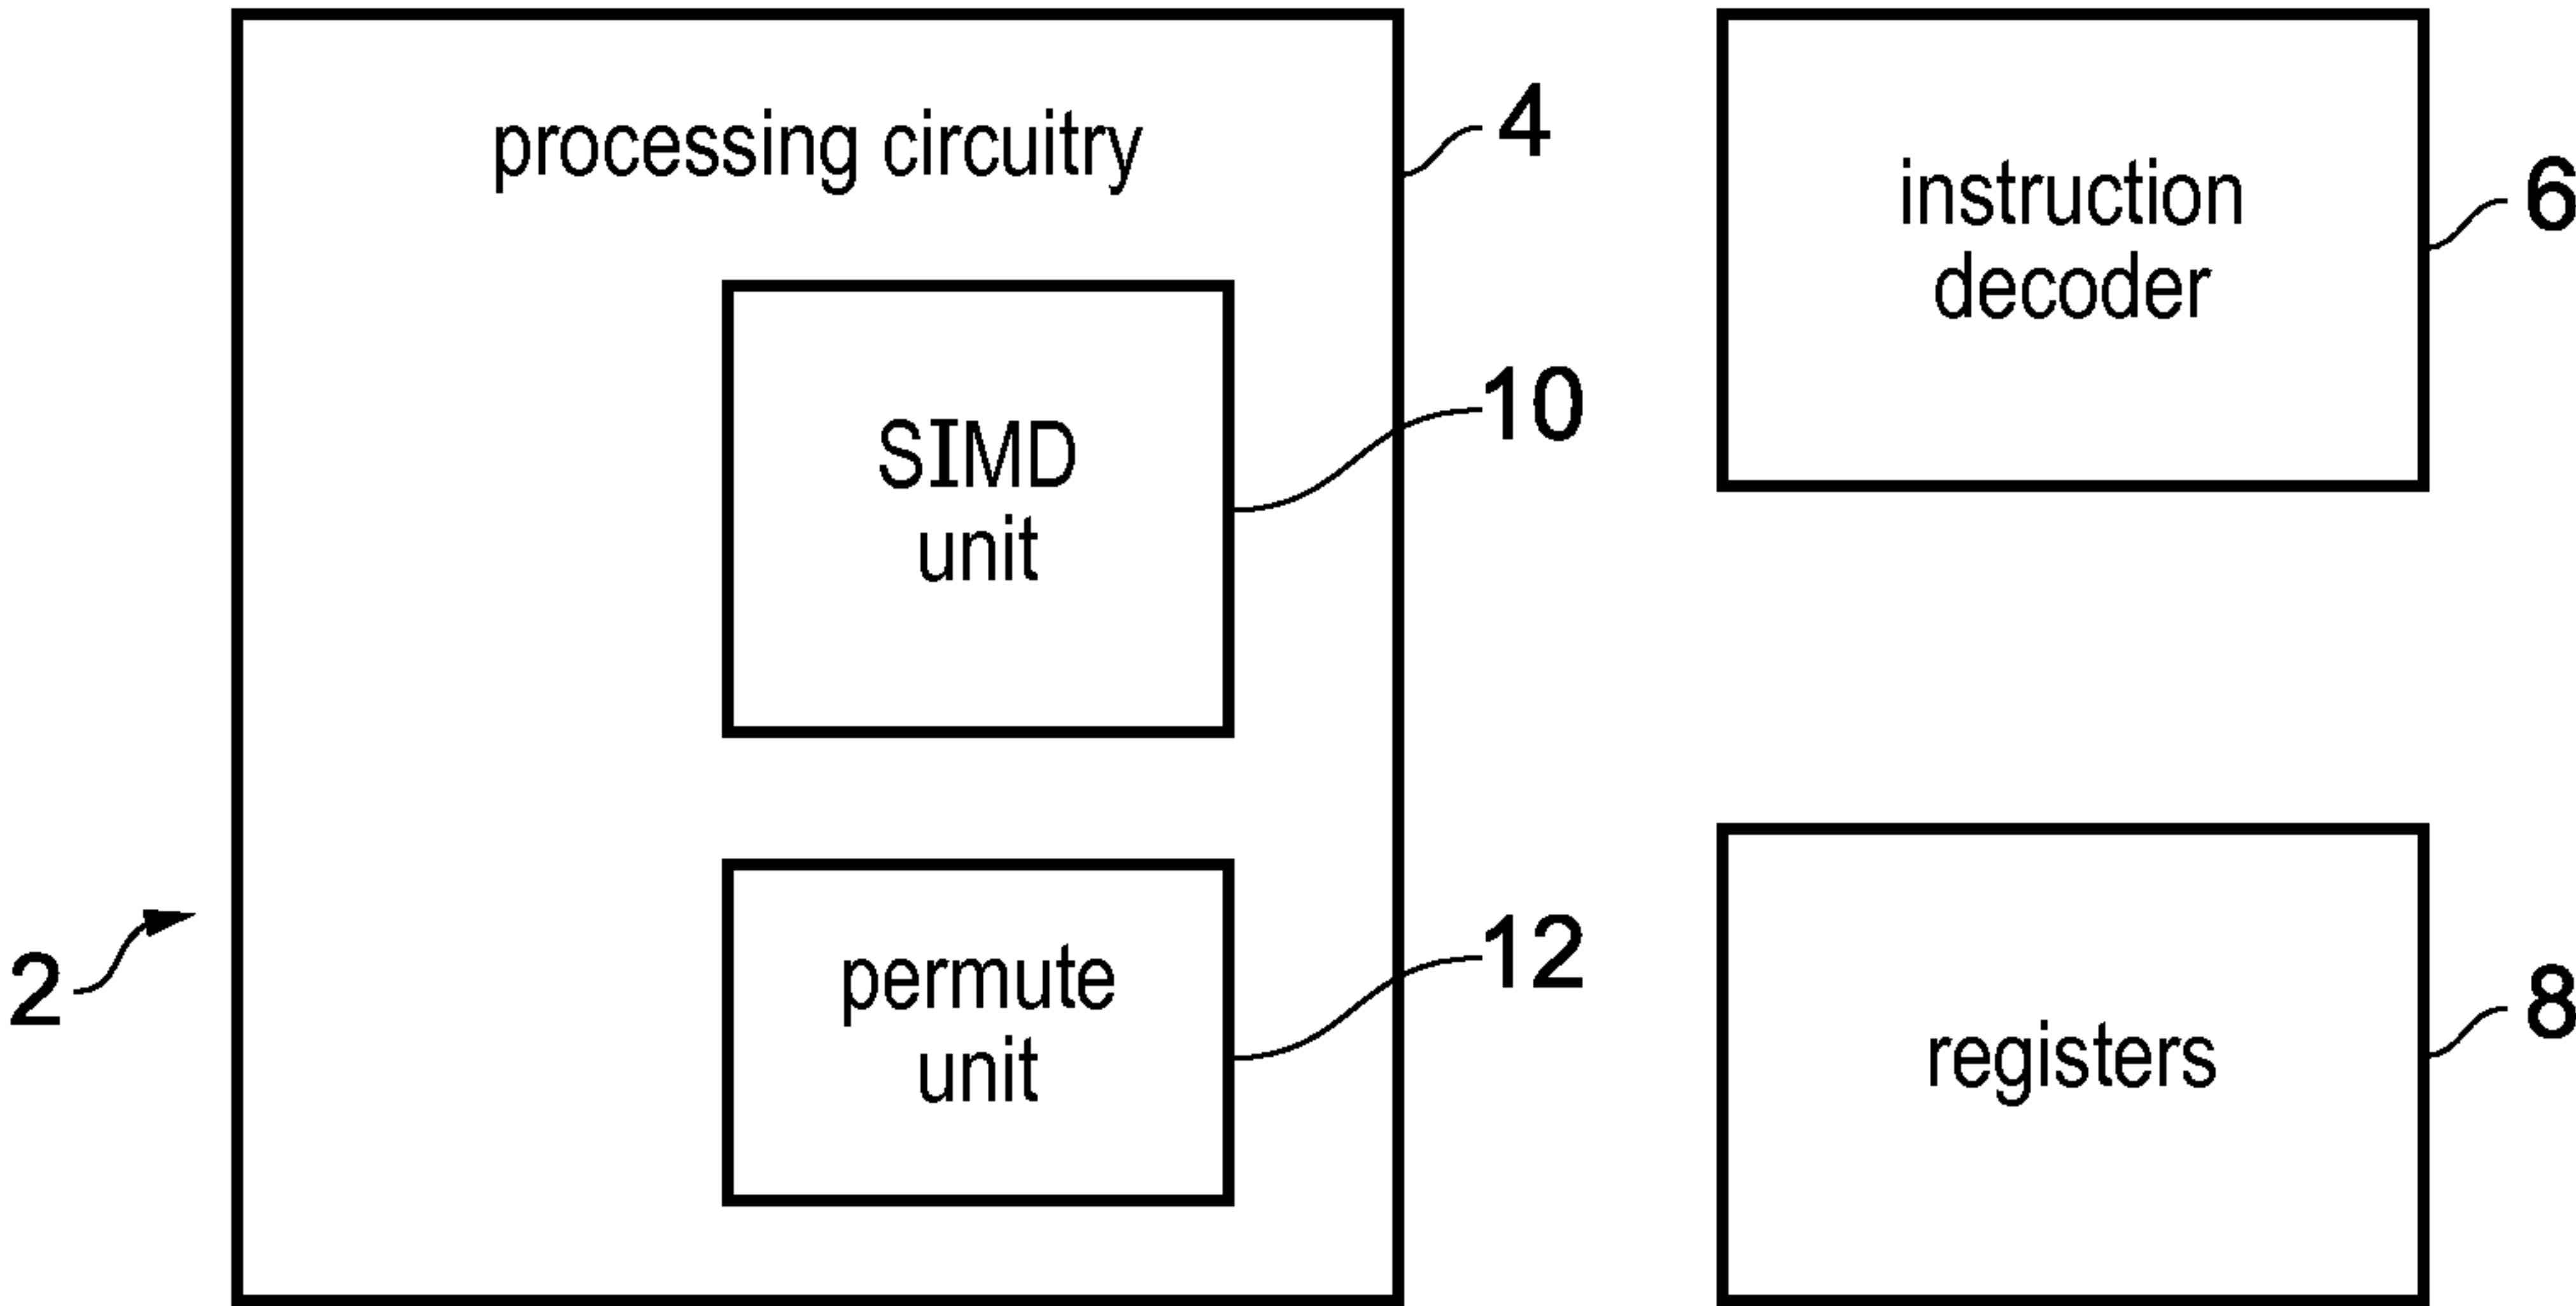 processing circuitry
4
SIMD
unit
10
permute
unit
12
2
instruction
decoder
6
registers
8